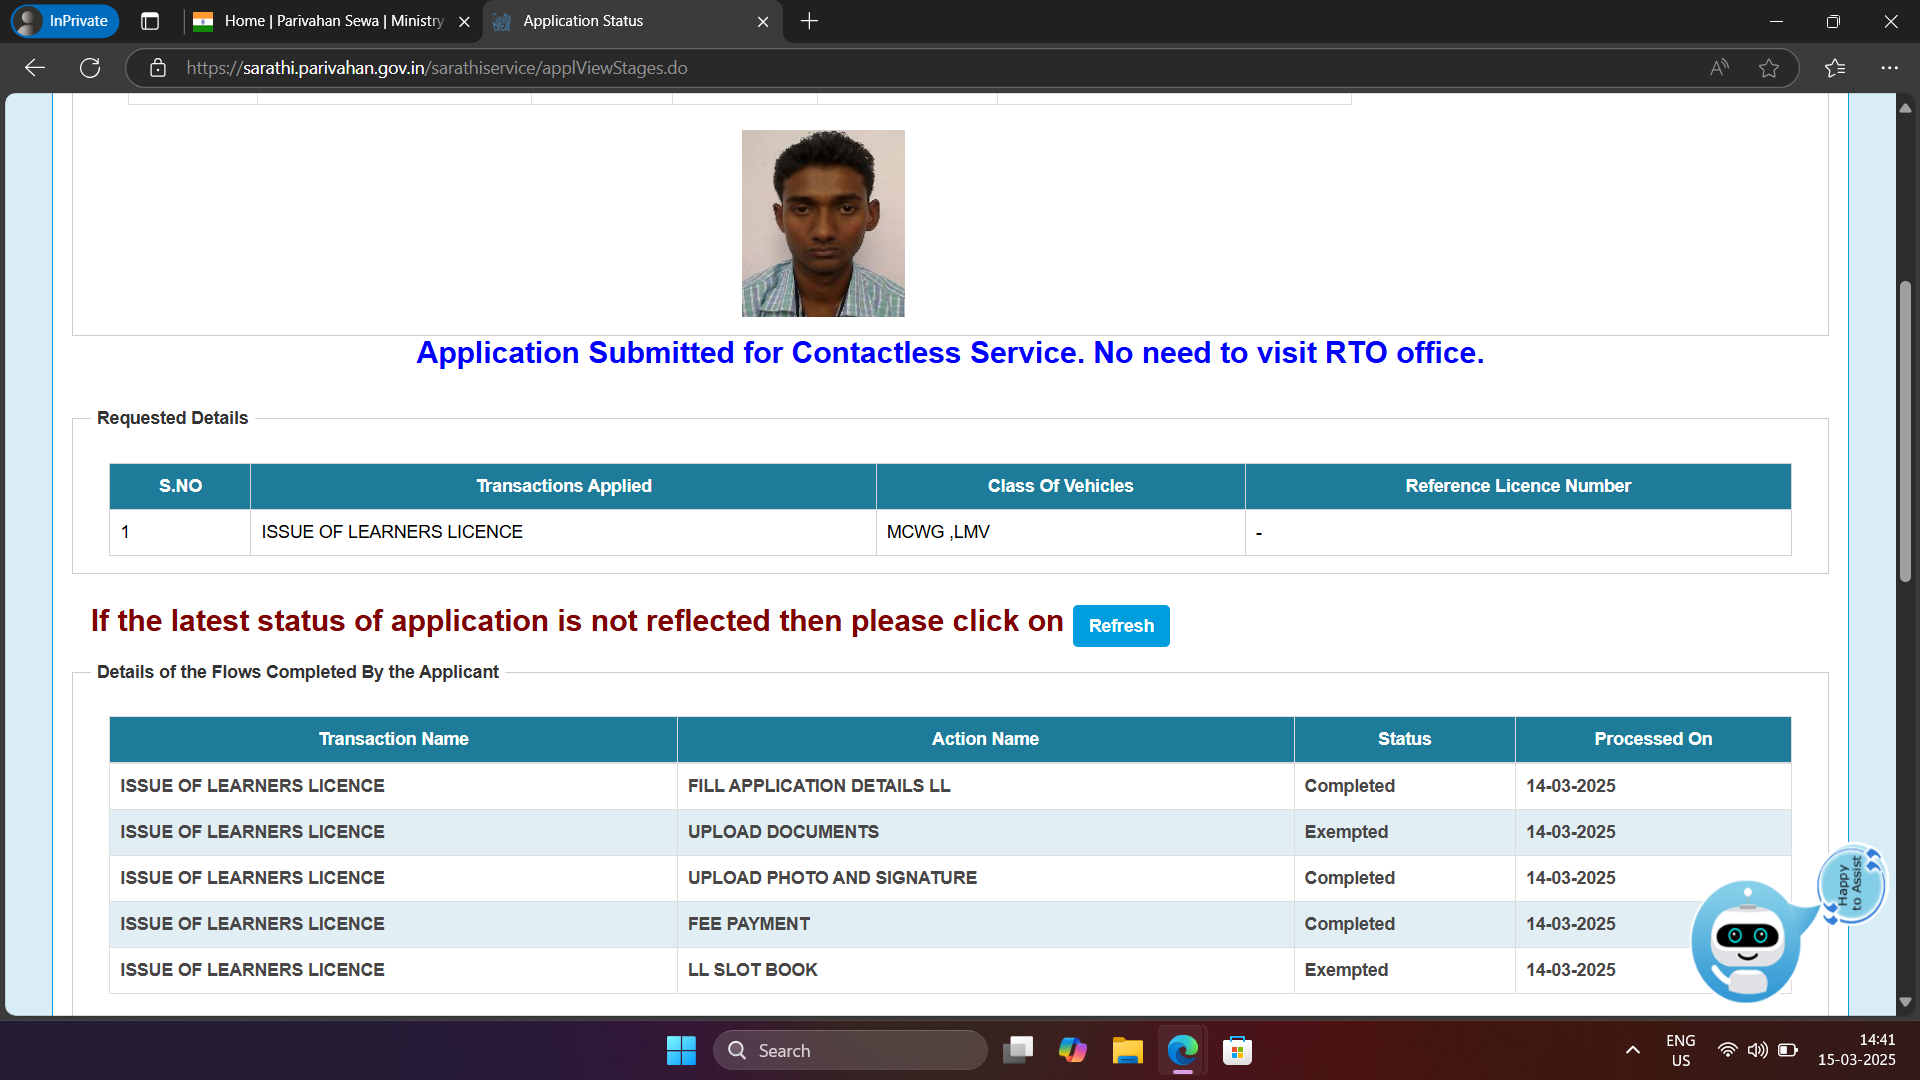 InPrivate
Home | Parivahan Sewa | Ministry
Application Status
https://sarathi.parivahan.gov.in/sarathiservice/applViewStages.do
Application Submitted for Contactless Service. No need to visit RTO office.
Requested Details
S.NO Transactions Applied Class Of Vehicles Reference Licence Number
1 ISSUE OF LEARNERS LICENCE MCWG ,LMV -
If the latest status of application is not reflected then please click on Refresh
Details of the Flows Completed By the Applicant
Transaction Name Action Name Status Processed On
ISSUE OF LEARNERS LICENCE FILL APPLICATION DETAILS LL Completed 14-03-2025
ISSUE OF LEARNERS LICENCE UPLOAD DOCUMENTS Exempted 14-03-2025
ISSUE OF LEARNERS LICENCE UPLOAD PHOTO AND SIGNATURE Completed 14-03-2025
ISSUE OF LEARNERS LICENCE FEE PAYMENT Completed 14-03-2025
ISSUE OF LEARNERS LICENCE LL SLOT BOOK Exempted 14-03-2025
Happy
to Assist
Search
ENG
US
14:41
15-03-2025